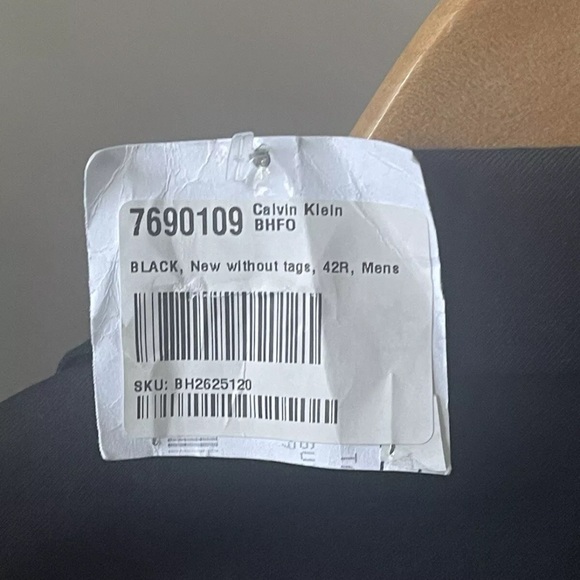 7690109 Calvin Klein
BHFO
BLACK, New without tags, 42R, Mens
SKU: BH2625120